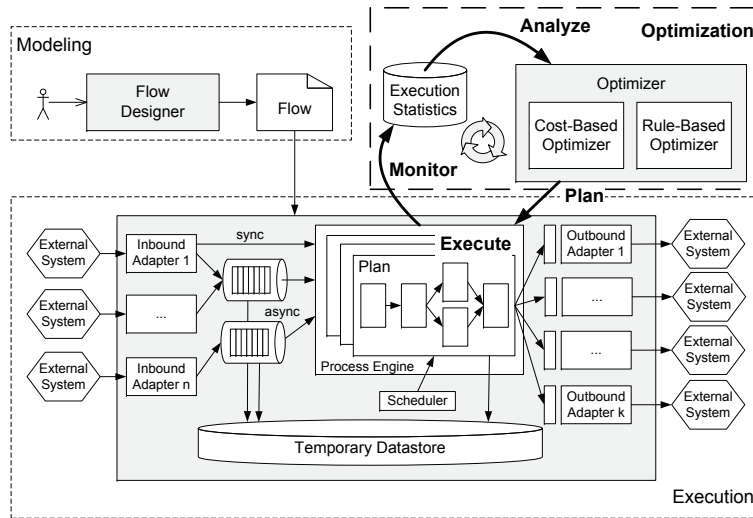 Modeling
Flow
Designer
Flow
Analyze
Optimization
Execution
Statistics
Optimizer
Cost-Based
Optimizer
Rule-Based
Optimizer
Monitor
Plan
External
System
Inbound
Adapter 1
sync
External
System
...
async
External
System
Inbound
Adapter n
Execute
Plan
Process Engine
Scheduler
Outbound
Adapter 1
External
System
...
External
System
...
External
System
Outbound
Adapter k
External
System
Temporary Datastore
Execution